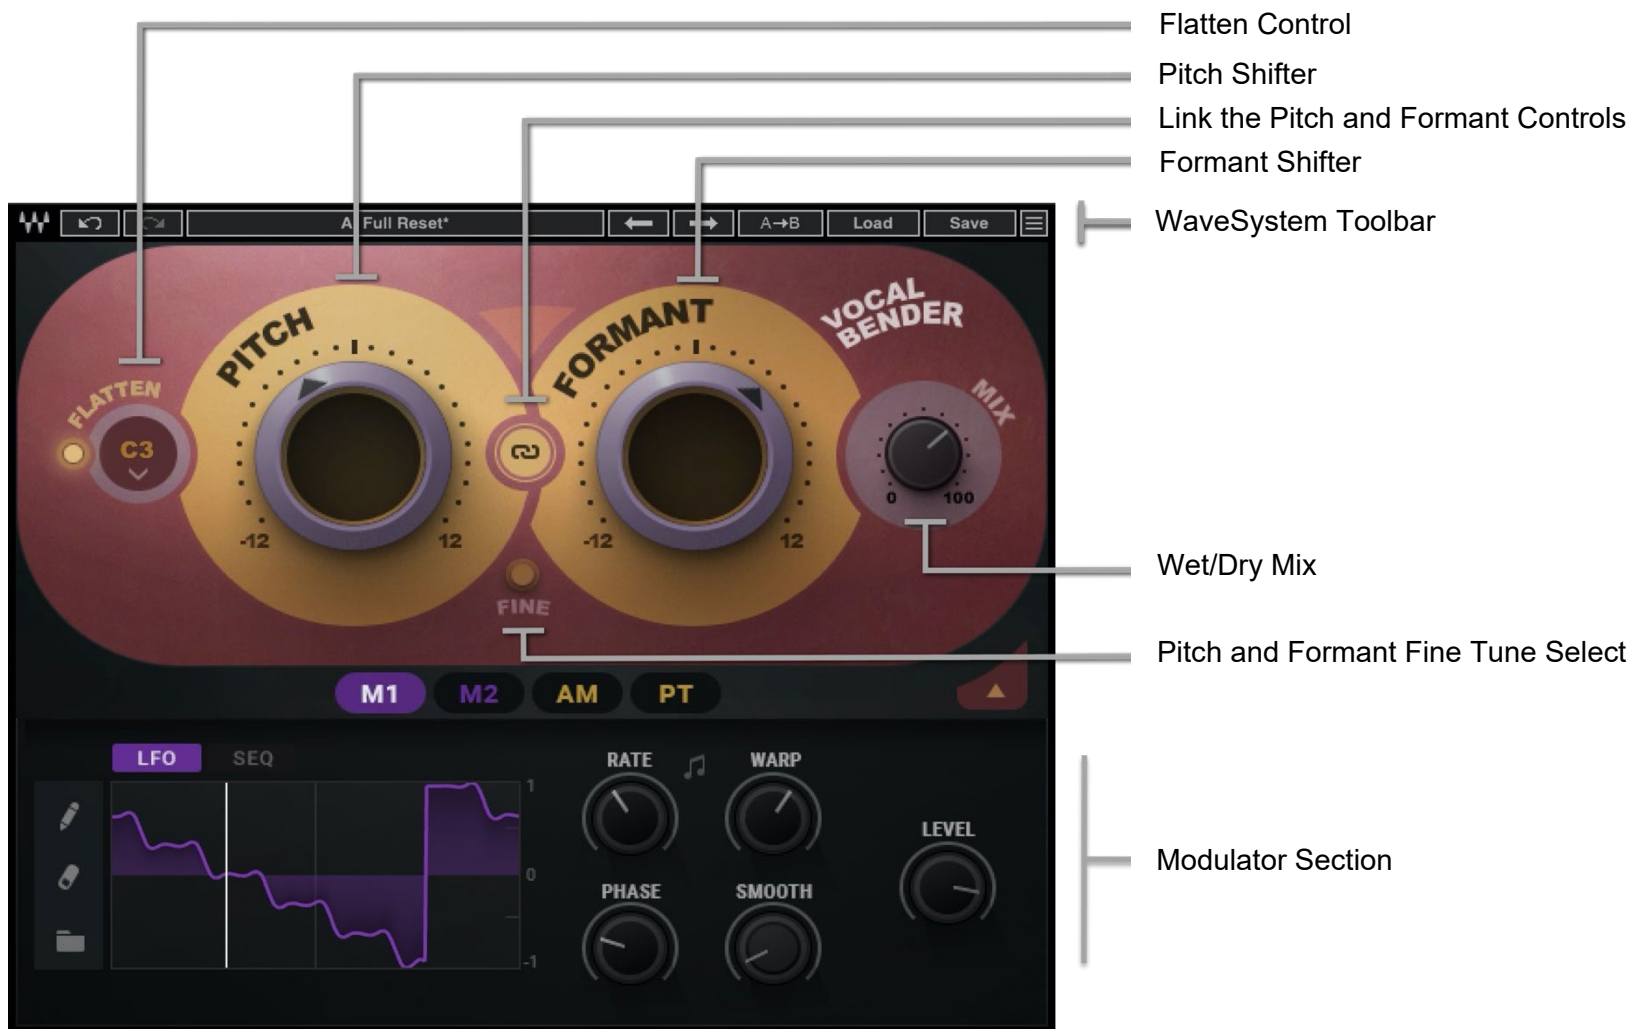 Flatten Control
Pitch Shifter
Link the Pitch and Formant Controls
Formant Shifter
WaveSystem Toolbar
A Full Reset* A→B Load Save
PITCH
FORMANT
VOCAL
BENDER
FLATTEN
MIX
C3
0 100
-12 12 -12 12
Wet/Dry Mix
FINE
Pitch and Formant Fine Tune Select
M1 M2 AM PT
LFO SEQ
RATE WARP
1
LEVEL
Modulator Section
0
PHASE SMOOTH
-1